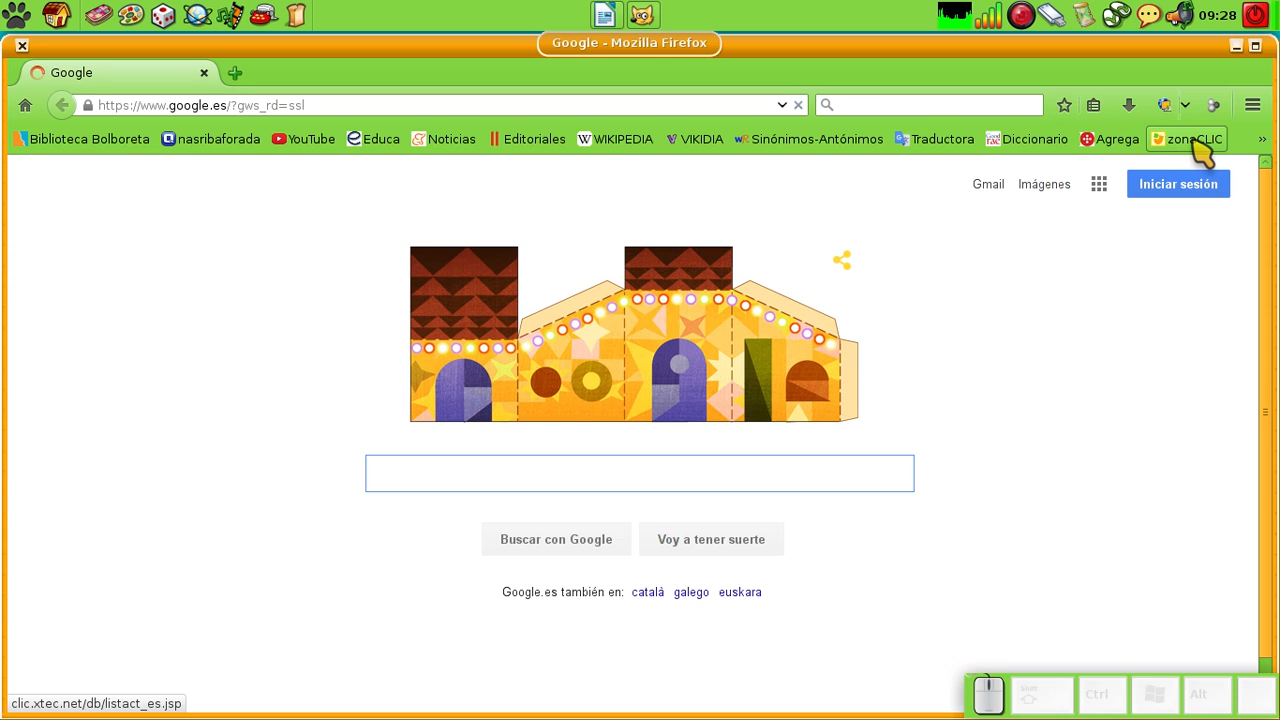 09:28
Google - Mozilla Firefox
Google
https://www.google.es/?gws_rd=ssl
Biblioteca Bolboreta nasribaforada YouTube Educa Noticias Editoriales WIKIPEDIA VIKIDIA Sinónimos-Antónimos Traductora Diccionario Agrega zonaCLIC »
Gmail Imágenes Iniciar sesión
Buscar con Google Voy a tener suerte
Google.es también en: català galego euskara
clic.xtec.net/db/listact_es.jsp
Shift Ctrl Alt